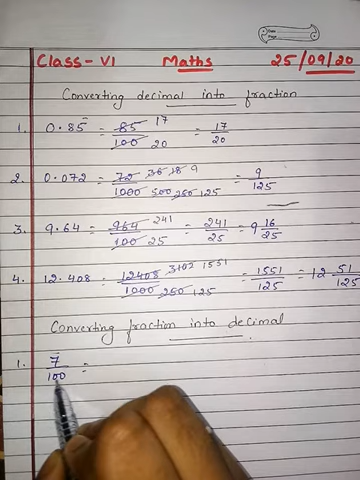 Class-VI Maths 25/09/20
Converting decimal into fraction
1. 0.85 = 85/100 17/20 = 17/20
2. 0.072 = 72/1000 36/500 18/250 9/125 = 9/125
3. 9.64 = 964/100 241/25 = 241/25 = 9 16/25
4. 12.408 = 12408/1000 3102/250 1551/125 = 1551/125 = 12 51/125
Converting fraction into decimal
1. 7/100 =